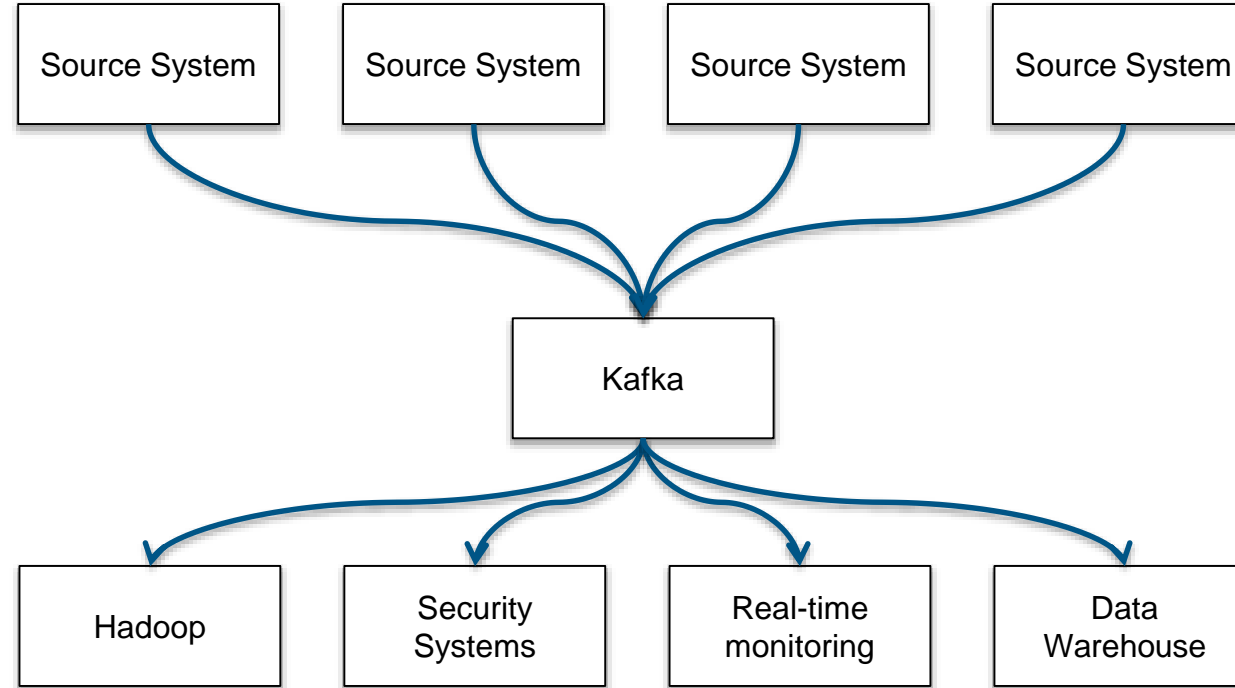 Source System
Source System
Source System
Source System
Kafka
Hadoop
Security
Systems
Real-time
monitoring
Data
Warehouse